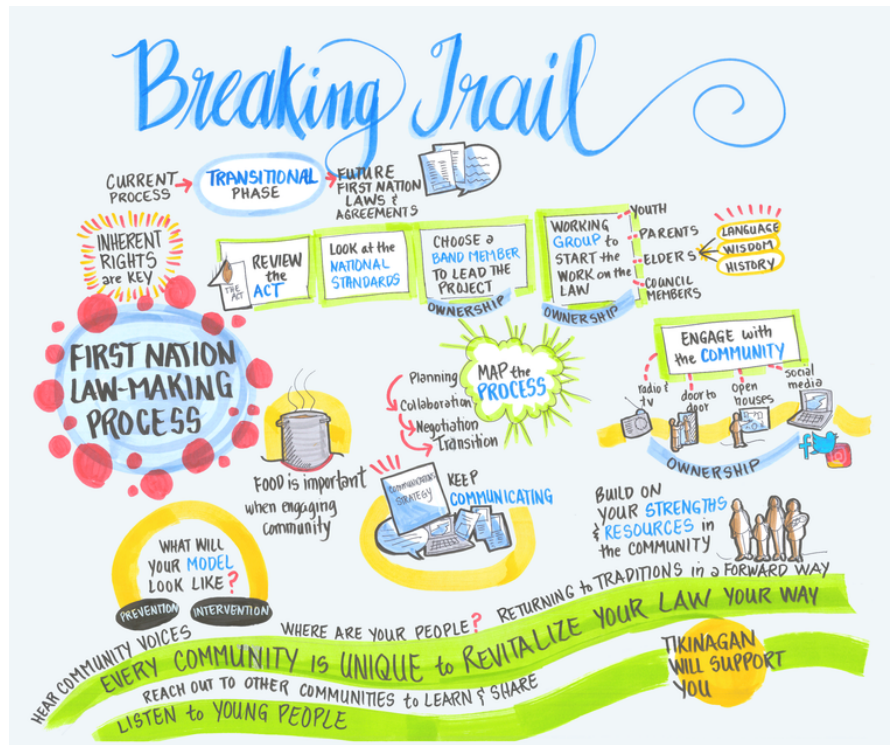 Breaking Trail
CURRENT
PROCESS
TRANSITIONAL
PHASE
FUTURE
FIRST NATION
LAWS &
AGREEMENTS
INHERENT
RIGHTS
are KEY
THE
ACT
REVIEW
the
ACT
LOOK at the
NATIONAL
STANDARDS
CHOOSE a
BAND MEMBER
TO LEAD THE
PROJECT
OWNERSHIP
WORKING
GROUP to
START the
WORK on the
LAW
OWNERSHIP
YOUTH
PARENTS
ELDERS
COUNCIL
MEMBERS
LANGUAGE
WISDOM
HISTORY
FIRST NATION
LAW-MAKING
PROCESS
Planning
Collaboration
Negotiation
Transition
MAP the
PROCESS
ENGAGE with
the COMMUNITY
radio &
tv
door to
door
open
houses
social
media
OWNERSHIP
FOOD is important
when engaging
community
COMMUNICATIONS
STRATEGY
KEEP
COMMUNICATING
BUILD ON
YOUR STRENGTHS
& RESOURCES in
the COMMUNITY
WHAT WILL
YOUR MODEL
LOOK LIKE?
PREVENTION
INTERVENTION
HEAR COMMUNITY VOICES
WHERE ARE YOUR PEOPLE?
RETURNING to TRADITIONS in a FORWARD WAY
EVERY COMMUNITY is UNIQUE to REVITALIZE YOUR LAW YOUR WAY
REACH OUT TO OTHER COMMUNITIES to LEARN & SHARE
LISTEN to YOUNG PEOPLE
TIKINAGAN
WILL SUPPORT
YOU